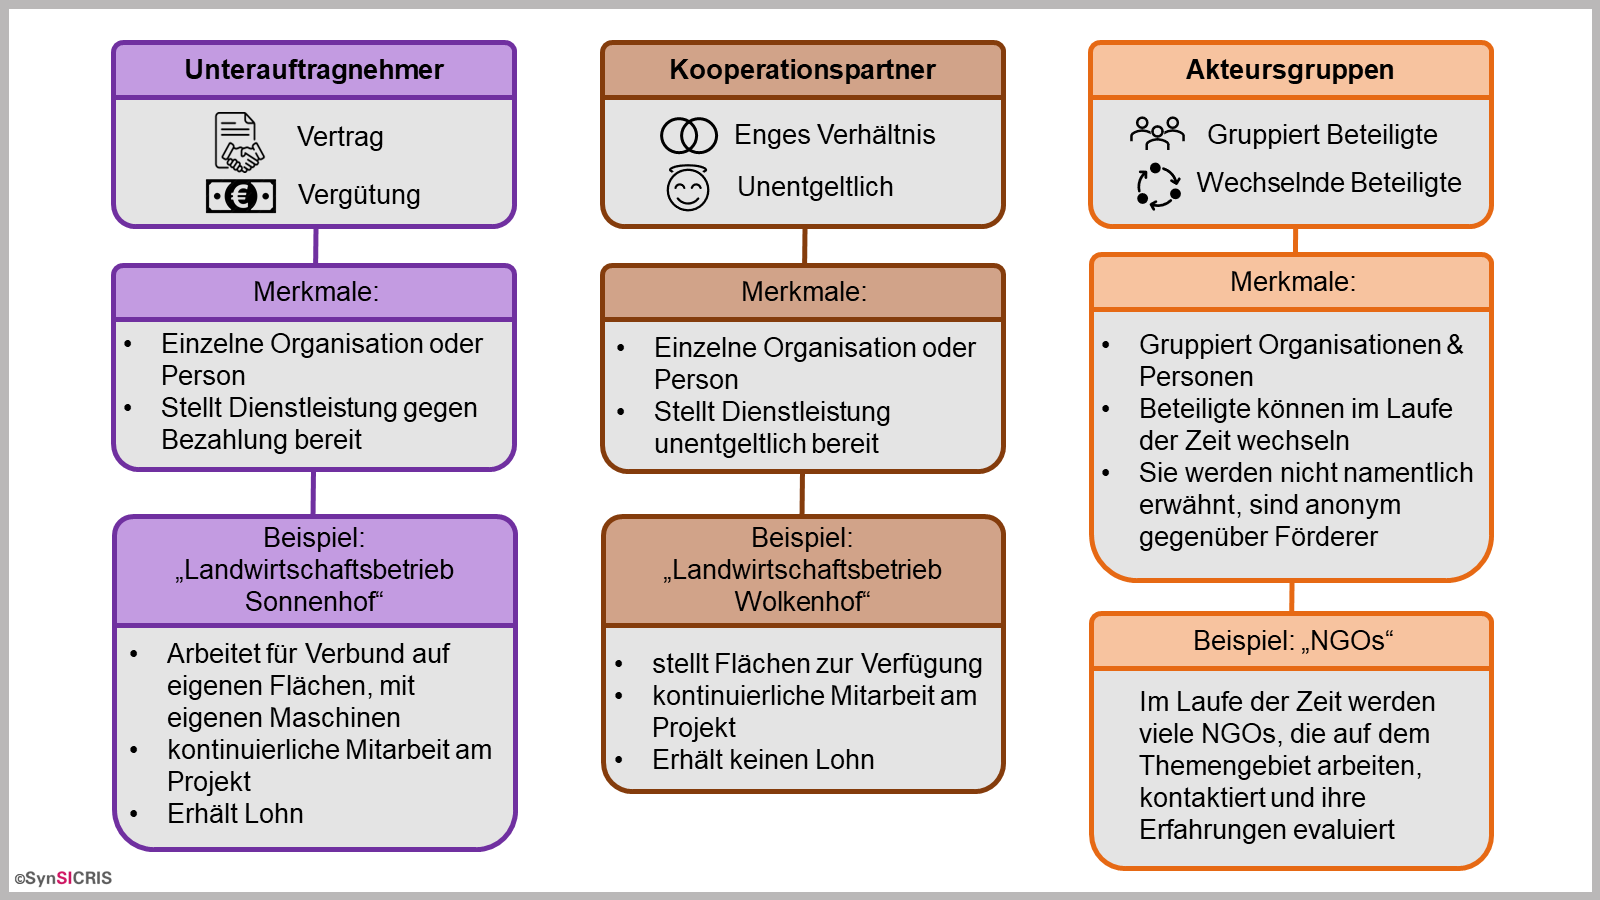 Unterauftragnehmer
Vertrag
€
Vergütung
Merkmale:
• Einzelne Organisation oder
Person
• Stellt Dienstleistung gegen
Bezahlung bereit
Beispiel:
„Landwirtschaftsbetrieb
Sonnenhof“
• Arbeitet für Verbund auf
eigenen Flächen, mit
eigenen Maschinen
• kontinuierliche Mitarbeit am
Projekt
• Erhält Lohn
Kooperationspartner
Enges Verhältnis
Unentgeltlich
Merkmale:
• Einzelne Organisation oder
Person
• Stellt Dienstleistung
unentgeltlich bereit
Beispiel:
„Landwirtschaftsbetrieb
Wolkenhof“
• stellt Flächen zur Verfügung
• kontinuierliche Mitarbeit am
Projekt
• Erhält keinen Lohn
Akteursgruppen
Gruppiert Beteiligte
Wechselnde Beteiligte
Merkmale:
• Gruppiert Organisationen &
Personen
• Beteiligte können im Laufe
der Zeit wechseln
• Sie werden nicht namentlich
erwähnt, sind anonym
gegenüber Förderer
Beispiel: „NGOs“
Im Laufe der Zeit werden
viele NGOs, die auf dem
Themengebiet arbeiten,
kontaktiert und ihre
Erfahrungen evaluiert
©SynSICRIS